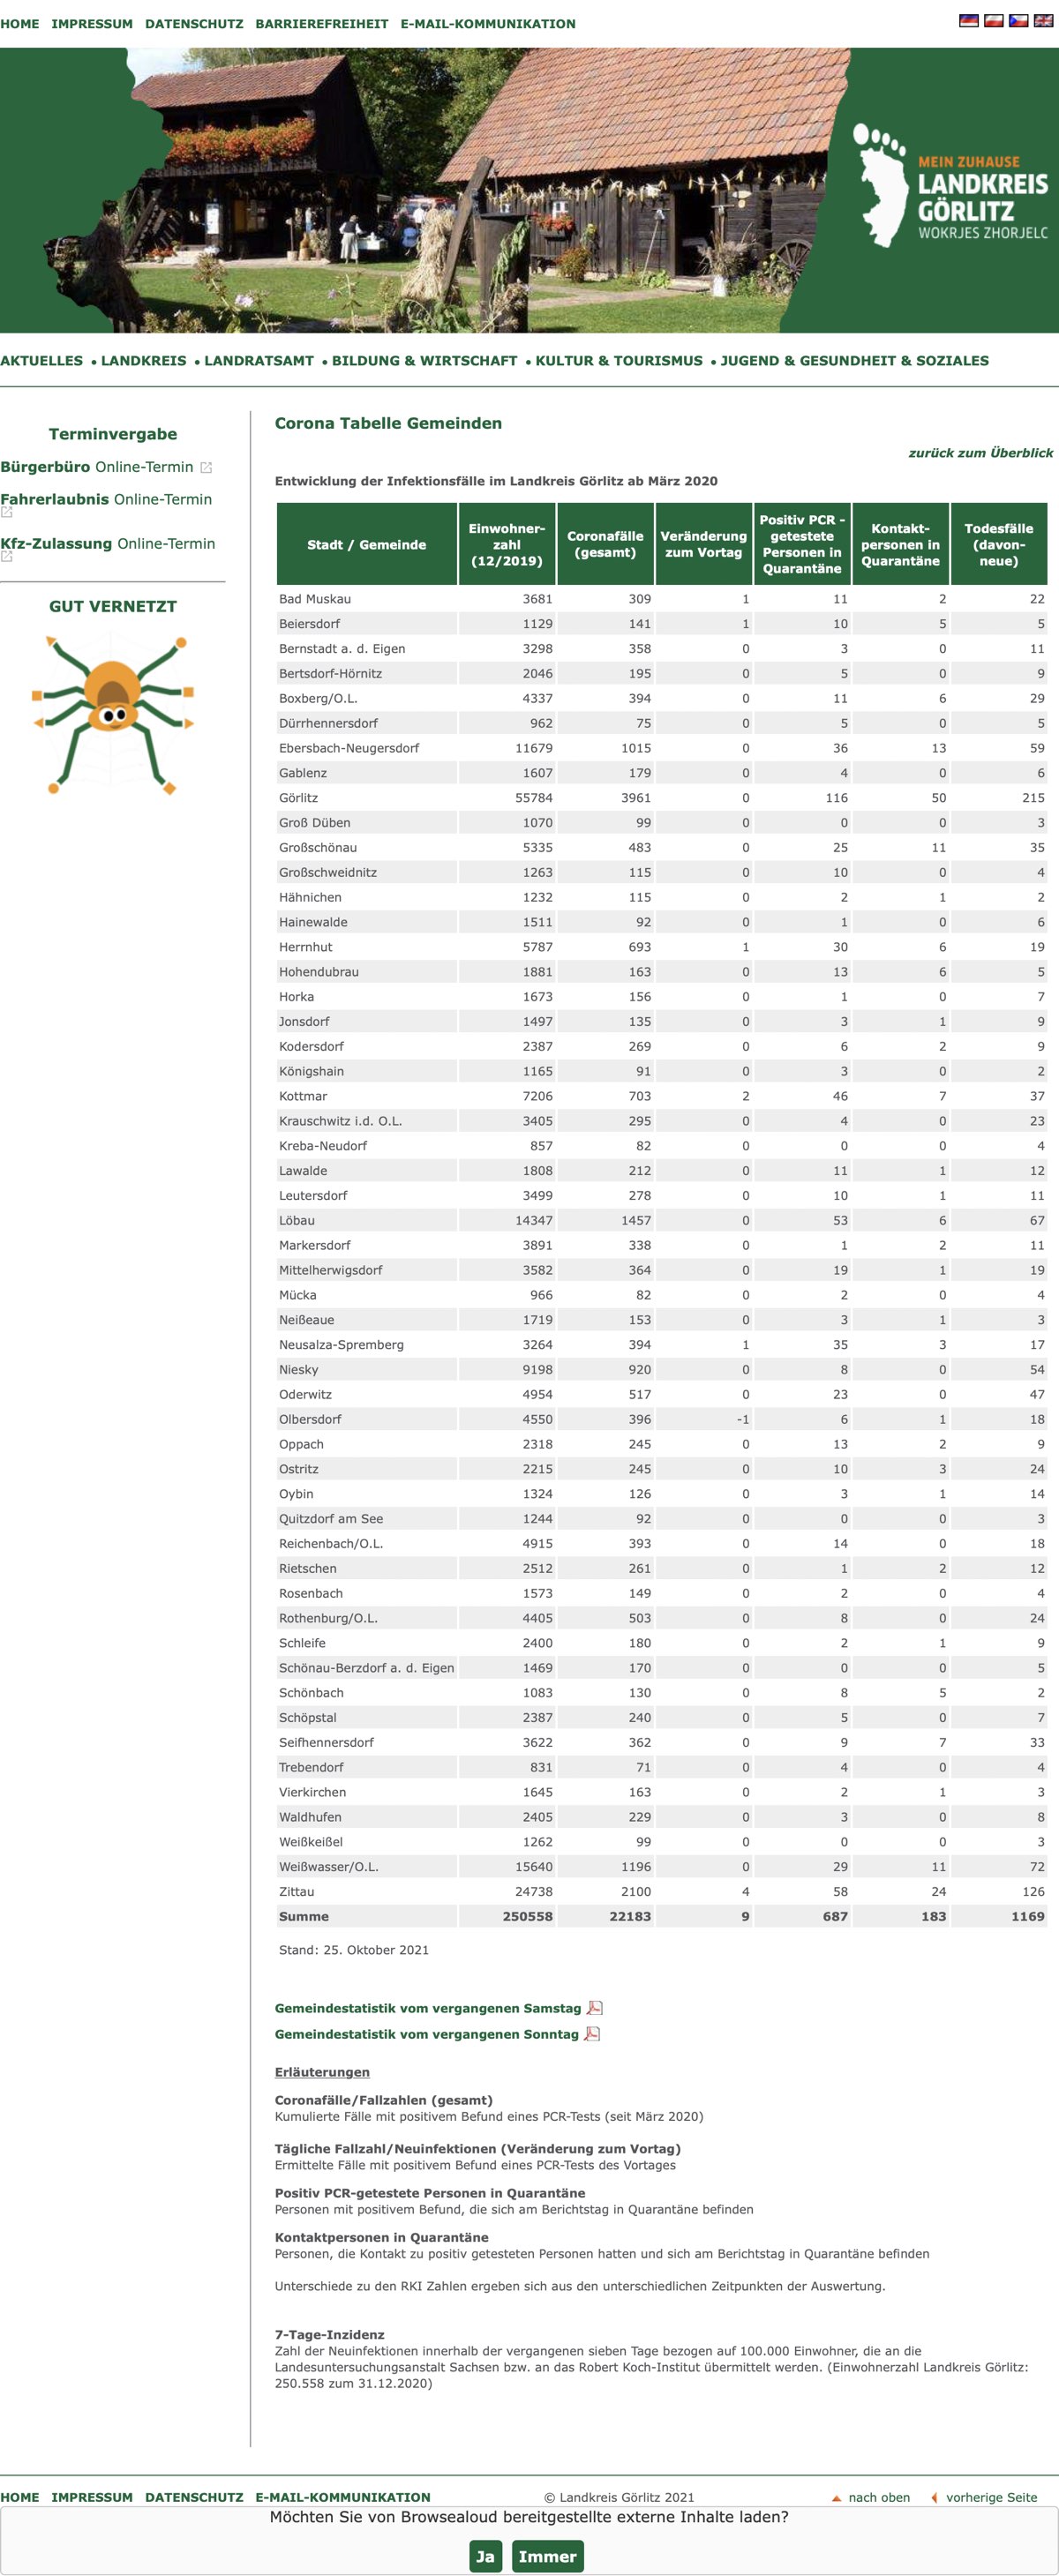 HOME IMPRESSUM DATENSCHUTZ BARRIEREFREIHEIT E-MAIL-KOMMUNIKATION
MEIN ZUHAUSE
LANDKREIS
GÖRLITZ
WOKRJES ZHORJELC
AKTUELLES • LANDKREIS • LANDRATSAMT • BILDUNG & WIRTSCHAFT • KULTUR & TOURISMUS • JUGEND & GESUNDHEIT & SOZIALES
Terminvergabe
Bürgerbüro Online-Termin
Fahrerlaubnis Online-Termin
Kfz-Zulassung Online-Termin
GUT VERNETZT
Corona Tabelle Gemeinden
zurück zum Überblick
Entwicklung der Infektionsfälle im Landkreis Görlitz ab März 2020
Stadt / Gemeinde Einwohner-zahl (12/2019) Coronafälle (gesamt) Veränderung zum Vortag Positiv PCR - getestete Personen in Quarantäne Kontakt-personen in Quarantäne Todesfälle (davon-neue)
Bad Muskau 3681 309 1 11 2 22
Beiersdorf 1129 141 1 10 5 5
Bernstadt a. d. Eigen 3298 358 0 3 0 11
Bertsdorf-Hörnitz 2046 195 0 5 0 9
Boxberg/O.L. 4337 394 0 11 6 29
Dürrhennersdorf 962 75 0 5 0 5
Ebersbach-Neugersdorf 11679 1015 0 36 13 59
Gablenz 1607 179 0 4 0 6
Görlitz 55784 3961 0 116 50 215
Groß Düben 1070 99 0 0 0 3
Großschönau 5335 483 0 25 11 35
Großschweidnitz 1263 115 0 10 0 4
Hähnichen 1232 115 0 2 1 2
Hainewalde 1511 92 0 1 0 6
Herrnhut 5787 693 1 30 6 19
Hohendubrau 1881 163 0 13 6 5
Horka 1673 156 0 1 0 7
Jonsdorf 1497 135 0 3 1 9
Kodersdorf 2387 269 0 6 2 9
Königshain 1165 91 0 3 0 2
Kottmar 7206 703 2 46 7 37
Krauschwitz i.d. O.L. 3405 295 0 4 0 23
Kreba-Neudorf 857 82 0 0 0 4
Lawalde 1808 212 0 11 1 12
Leutersdorf 3499 278 0 10 1 11
Löbau 14347 1457 0 53 6 67
Markersdorf 3891 338 0 1 2 11
Mittelherwigsdorf 3582 364 0 19 1 19
Mücka 966 82 0 2 0 4
Neißeaue 1719 153 0 3 1 3
Neusalza-Spremberg 3264 394 1 35 3 17
Niesky 9198 920 0 8 0 54
Oderwitz 4954 517 0 23 0 47
Olbersdorf 4550 396 -1 6 1 18
Oppach 2318 245 0 13 2 9
Ostritz 2215 245 0 10 3 24
Oybin 1324 126 0 3 1 14
Quitzdorf am See 1244 92 0 0 0 3
Reichenbach/O.L. 4915 393 0 14 0 18
Rietschen 2512 261 0 1 2 12
Rosenbach 1573 149 0 2 0 4
Rothenburg/O.L. 4405 503 0 8 0 24
Schleife 2400 180 0 2 1 9
Schönau-Berzdorf a. d. Eigen 1469 170 0 0 0 5
Schönbach 1083 130 0 8 5 2
Schöpstal 2387 240 0 5 0 7
Seifhennersdorf 3622 362 0 9 7 33
Trebendorf 831 71 0 4 0 4
Vierkirchen 1645 163 0 2 1 3
Waldhufen 2405 229 0 3 0 8
Weißkeißel 1262 99 0 0 0 3
Weißwasser/O.L. 15640 1196 0 29 11 72
Zittau 24738 2100 4 58 24 126
Summe 250558 22183 9 687 183 1169
Stand: 25. Oktober 2021
Gemeindestatistik vom vergangenen Samstag
Gemeindestatistik vom vergangenen Sonntag
Erläuterungen
Coronafälle/Fallzahlen (gesamt)
Kumulierte Fälle mit positivem Befund eines PCR-Tests (seit März 2020)
Tägliche Fallzahl/Neuinfektionen (Veränderung zum Vortag)
Ermittelte Fälle mit positivem Befund eines PCR-Tests des Vortages
Positiv PCR-getestete Personen in Quarantäne
Personen mit positivem Befund, die sich am Berichtstag in Quarantäne befinden
Kontaktpersonen in Quarantäne
Personen, die Kontakt zu positiv getesteten Personen hatten und sich am Berichtstag in Quarantäne befinden
Unterschiede zu den RKI Zahlen ergeben sich aus den unterschiedlichen Zeitpunkten der Auswertung.
7-Tage-Inzidenz
Zahl der Neuinfektionen innerhalb der vergangenen sieben Tage bezogen auf 100.000 Einwohner, die an die
Landesuntersuchungsanstalt Sachsen bzw. an das Robert Koch-Institut übermittelt werden. (Einwohnerzahl Landkreis Görlitz:
250.558 zum 31.12.2020)
HOME IMPRESSUM DATENSCHUTZ E-MAIL-KOMMUNIKATION © Landkreis Görlitz 2021 nach oben vorherige Seite
Möchten Sie von Browsealoud bereitgestellte externe Inhalte laden?
Ja Immer